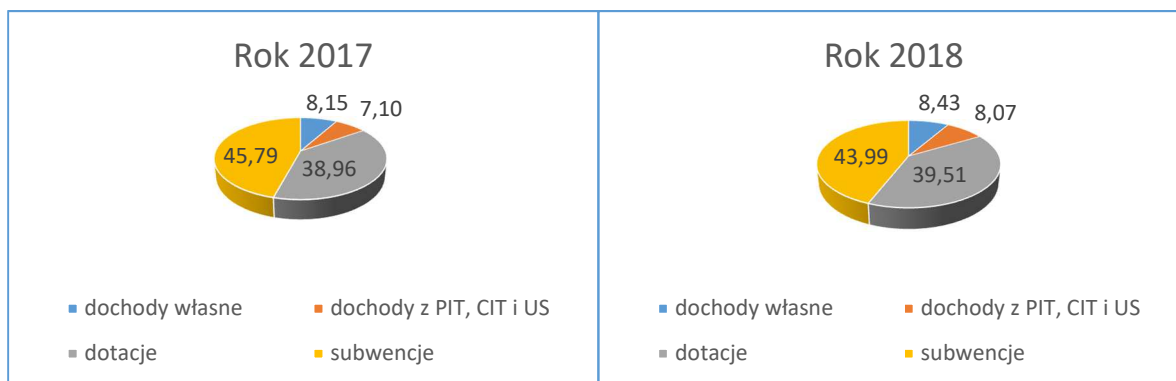 Rok 2017
8,15
7,10
45,79
38,96
dochody własne
dochody z PIT, CIT i US
dotacje
subwencje
Rok 2018
8,43
8,07
43,99
39,51
dochody własne
dochody z PIT, CIT i US
dotacje
subwencje